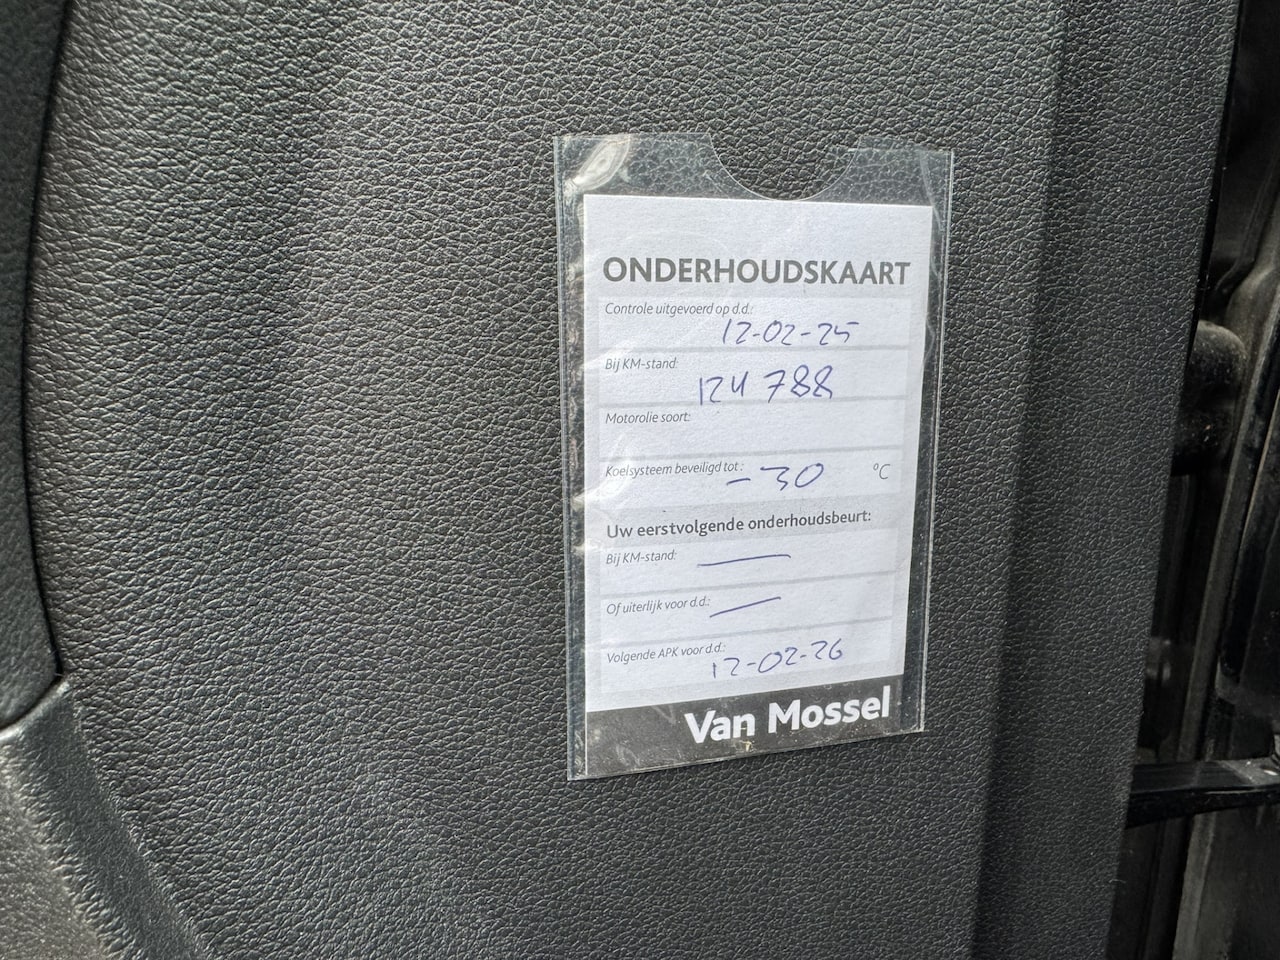 ONDERHOUDSKAART
Controle uitgevoerd op d.d.:
12-02-25
Bij KM-stand:
124 788
Motorolie soort:
Koelsysteem beveiligd tot: -30 °C
Uw eerstvolgende onderhoudsbeurt:
Bij KM-stand: —
Of uiterlijk voor d.d.: —
Volgende APK voor d.d.:
12-02-26
Van Mossel